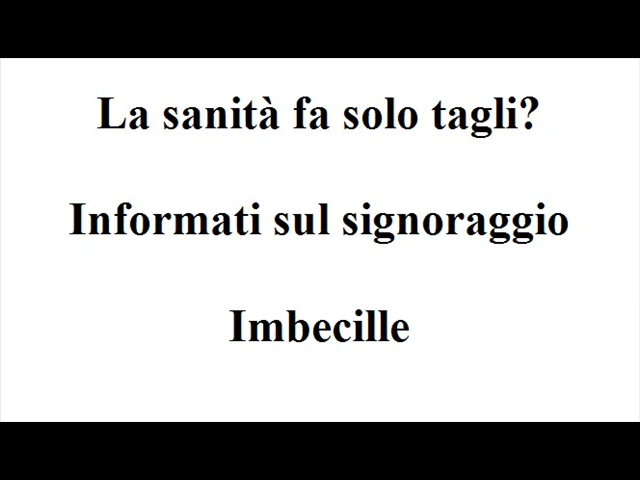 La sanità fa solo tagli?
Informati sul signoraggio
Imbecille